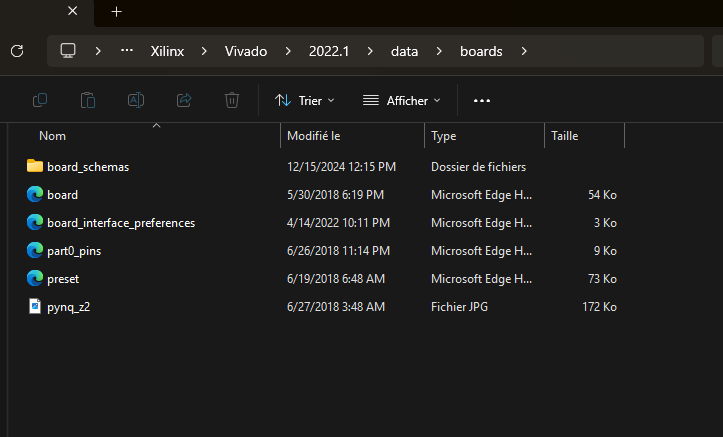 Xilinx > Vivado > 2022.1 > data > boards >
Trier Afficher
Nom Modifié le Type Taille
board_schemas 12/15/2024 12:15 PM Dossier de fichiers
board 5/30/2018 6:19 PM Microsoft Edge H... 54 Ko
board_interface_preferences 4/14/2022 10:11 PM Microsoft Edge H... 3 Ko
part0_pins 6/26/2018 11:14 PM Microsoft Edge H... 9 Ko
preset 6/19/2018 6:48 AM Microsoft Edge H... 73 Ko
pynq_z2 6/27/2018 3:48 AM Fichier JPG 172 Ko